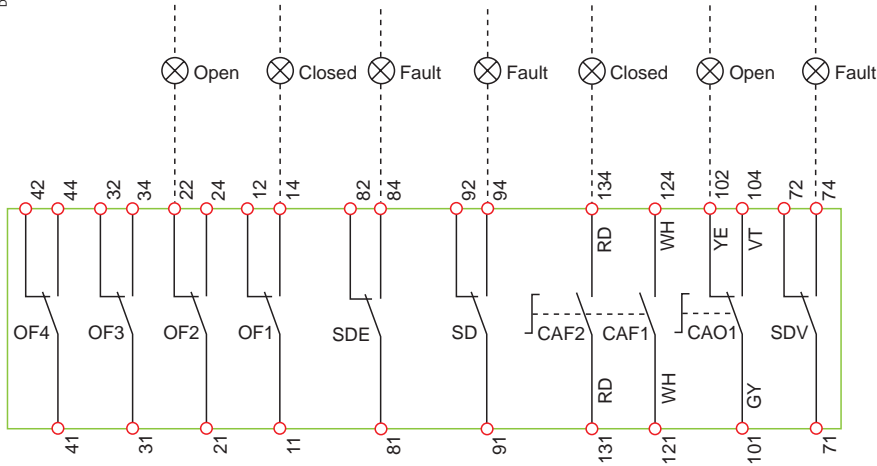 D
Open Closed Fault Fault Closed Open Fault
42 44 32 34 22 24 12 14 82 84 92 94 134 124 102 104 72 74
RD WH YE VT
OF4 OF3 OF2 OF1 SDE SD CAF2 CAF1 CAO1 SDV
RD WH GY
41 31 21 11 81 91 131 121 101 71